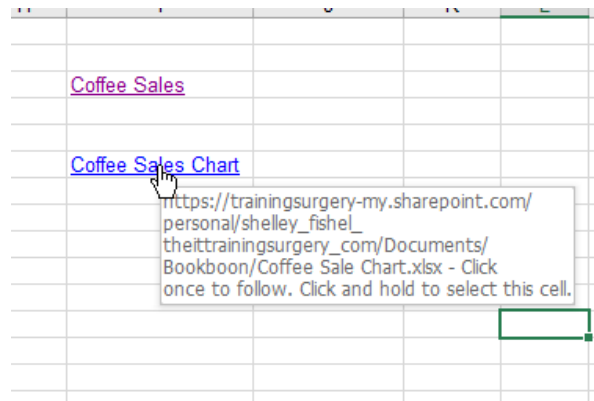 Coffee Sales
Coffee Sales Chart
https://trainingsurgery-my.sharepoint.com/
personal/shelley_fishel_
theittrainingsurgery_com/Documents/
Bookboon/Coffee Sale Chart.xlsx - Click
once to follow. Click and hold to select this cell.